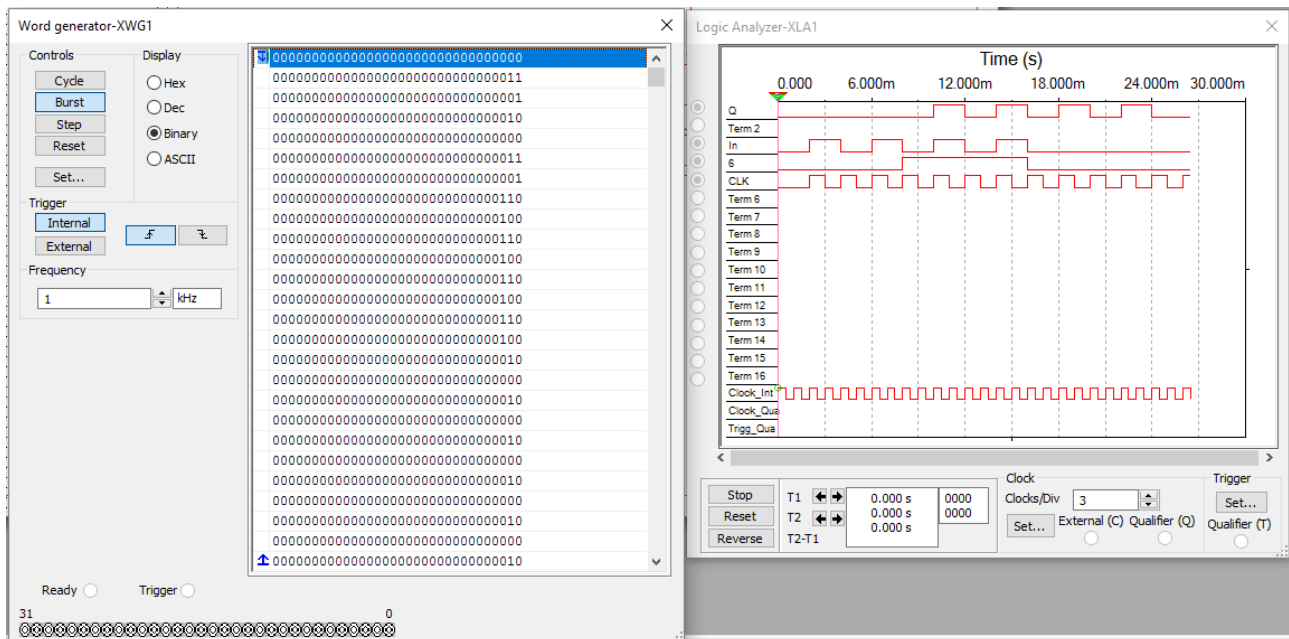 Word generator-XWG1
Controls
Cycle
Burst
Step
Reset
Set...
Display
Hex
Dec
Binary
ASCII
Trigger
Internal
External
Frequency
1
kHz
00000000000000000000000000000000
00000000000000000000000000000011
00000000000000000000000000000001
00000000000000000000000000000010
00000000000000000000000000000000
00000000000000000000000000000011
00000000000000000000000000000001
00000000000000000000000000000110
00000000000000000000000000000100
00000000000000000000000000000110
00000000000000000000000000000100
00000000000000000000000000000110
00000000000000000000000000000100
00000000000000000000000000000110
00000000000000000000000000000100
00000000000000000000000000000010
00000000000000000000000000000000
00000000000000000000000000000010
00000000000000000000000000000000
00000000000000000000000000000010
00000000000000000000000000000000
00000000000000000000000000000010
00000000000000000000000000000000
00000000000000000000000000000010
00000000000000000000000000000000
00000000000000000000000000000010
Ready
Trigger
31 0
Logic Analyzer-XLA1
Time (s)
0.000 6.000m 12.000m 18.000m 24.000m 30.000m
Q
Term 2
In
6
CLK
Term 6
Term 7
Term 8
Term 9
Term 10
Term 11
Term 12
Term 13
Term 14
Term 15
Term 16
Clock_Int
Clock_Qua
Trigg_Qua
Stop
Reset
Reverse
T1 0.000 s 0000
T2 0.000 s 0000
T2-T1 0.000 s
Clock
Clocks/Div 3
Set... External (C) Qualifier (Q)
Trigger
Set...
Qualifier (T)